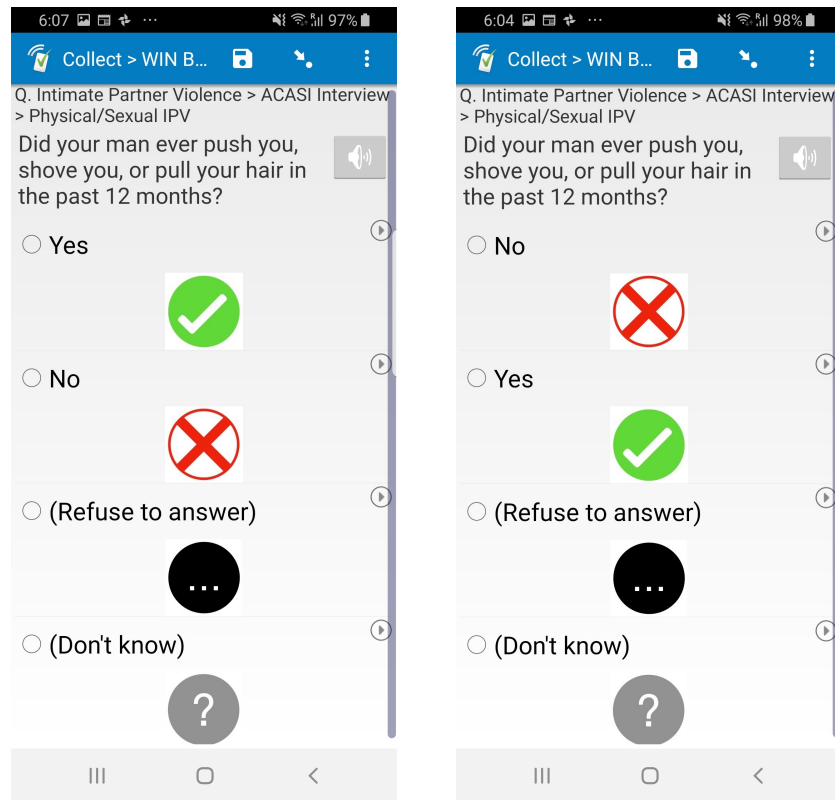 6:07 ... 97%
Collect > WIN B...
Q. Intimate Partner Violence > ACASI Interview
> Physical/Sexual IPV
Did your man ever push you,
shove you, or pull your hair in
the past 12 months?
Yes
No
(Refuse to answer)
...
(Don't know)
?
6:04 ... 98%
Collect > WIN B...
Q. Intimate Partner Violence > ACASI Interview
> Physical/Sexual IPV
Did your man ever push you,
shove you, or pull your hair in
the past 12 months?
No
Yes
(Refuse to answer)
...
(Don't know)
?